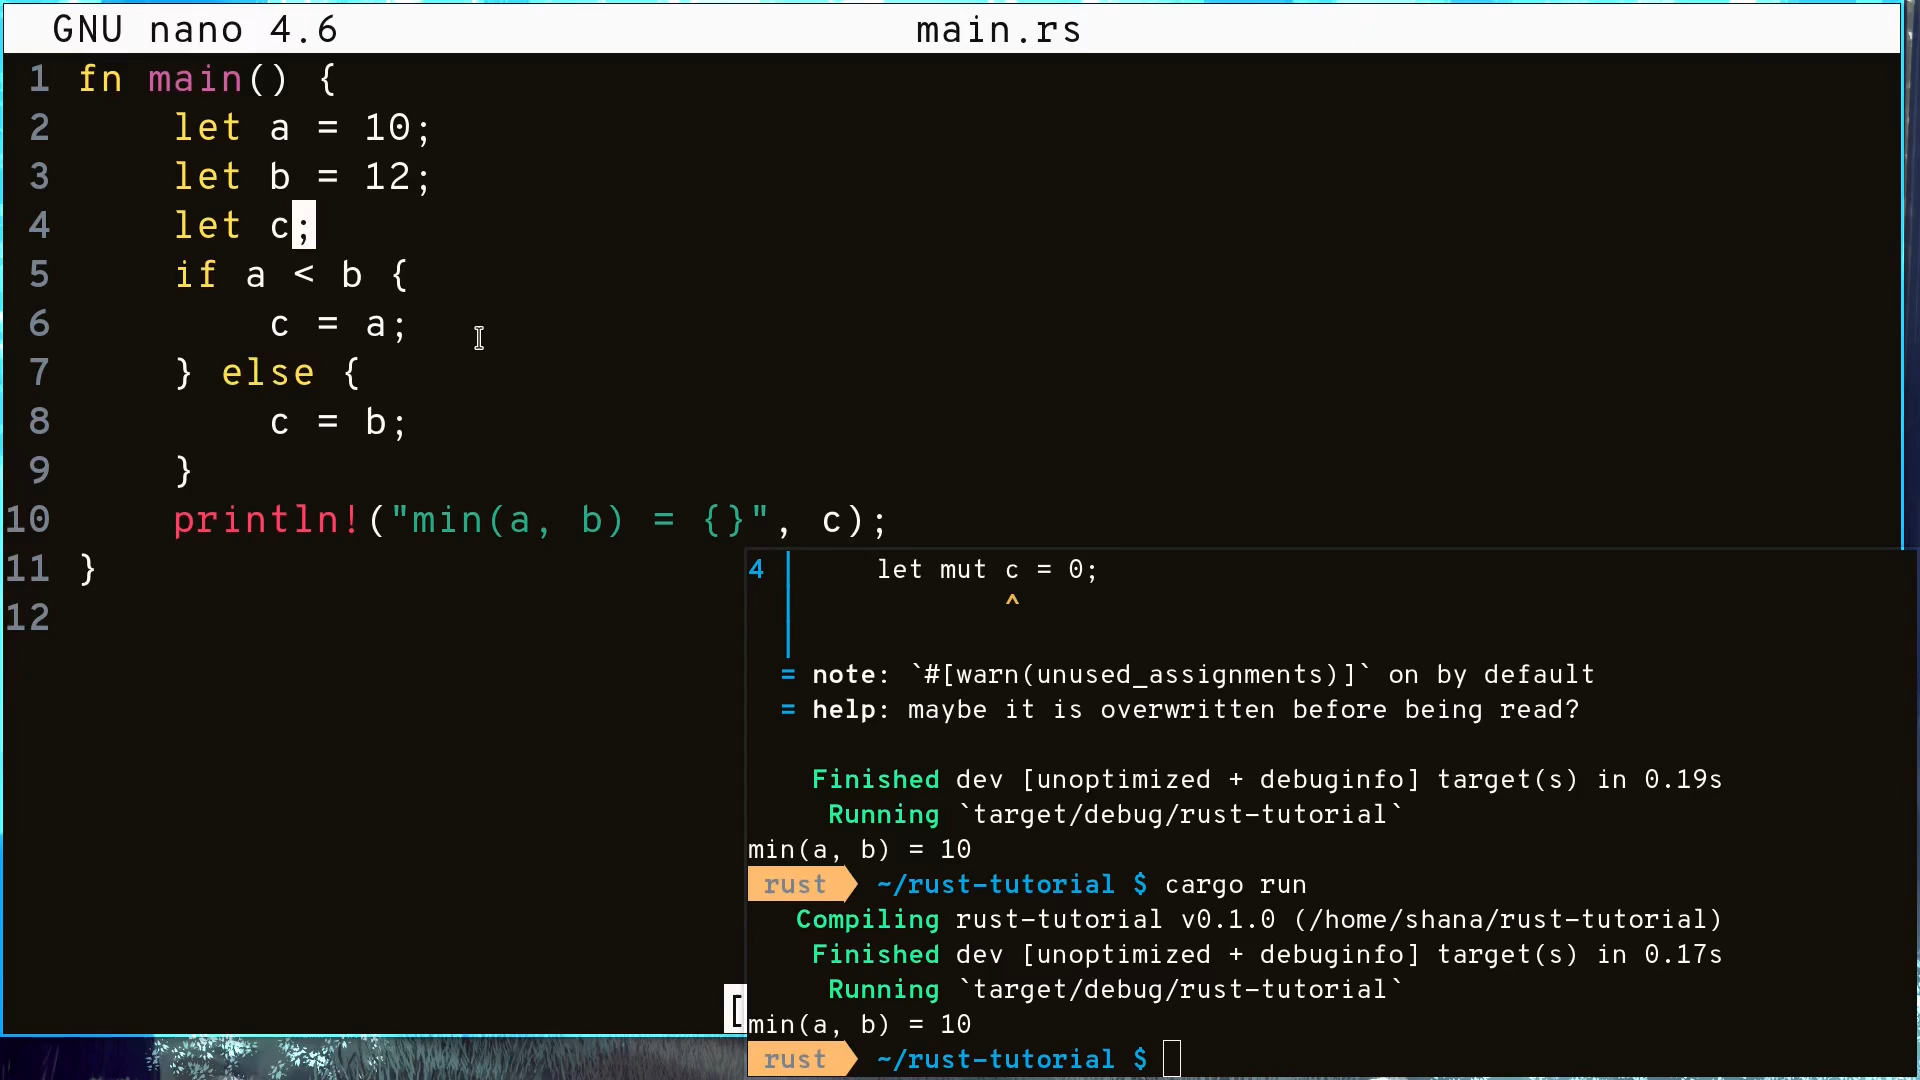 GNU nano 4.6 main.rs
1 fn main() {
2     let a = 10;
3     let b = 12;
4     let c;
5     if a < b {
6         c = a;
7     } else {
8         c = b;
9     }
10     println!("min(a, b) = {}", c);
11 }
12
[
4 |     let mut c = 0;
^
= note: `#[warn(unused_assignments)]` on by default
= help: maybe it is overwritten before being read?
Finished dev [unoptimized + debuginfo] target(s) in 0.19s
Running `target/debug/rust-tutorial`
min(a, b) = 10
rust ~/rust-tutorial $ cargo run
Compiling rust-tutorial v0.1.0 (/home/shana/rust-tutorial)
Finished dev [unoptimized + debuginfo] target(s) in 0.17s
Running `target/debug/rust-tutorial`
min(a, b) = 10
rust ~/rust-tutorial $